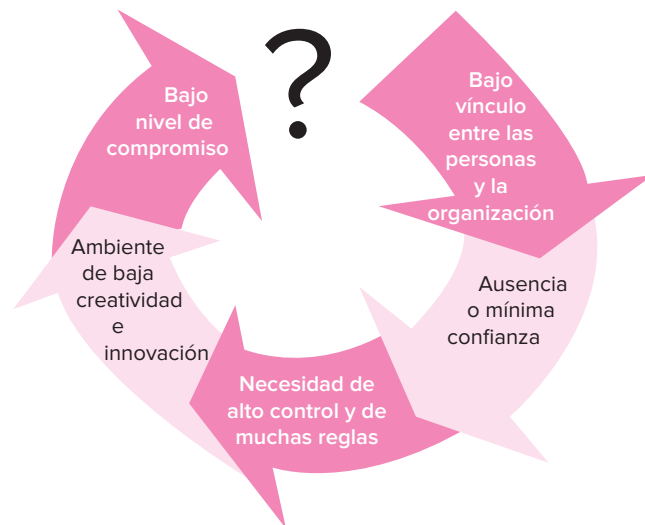 ?
Bajo
vínculo
entre las
personas
y la
organización
Ausencia
o mínima
confianza
Necesidad de
alto control y de
muchas reglas
Ambiente
de baja
creatividad
e
innovación
Bajo
nivel de
compromiso